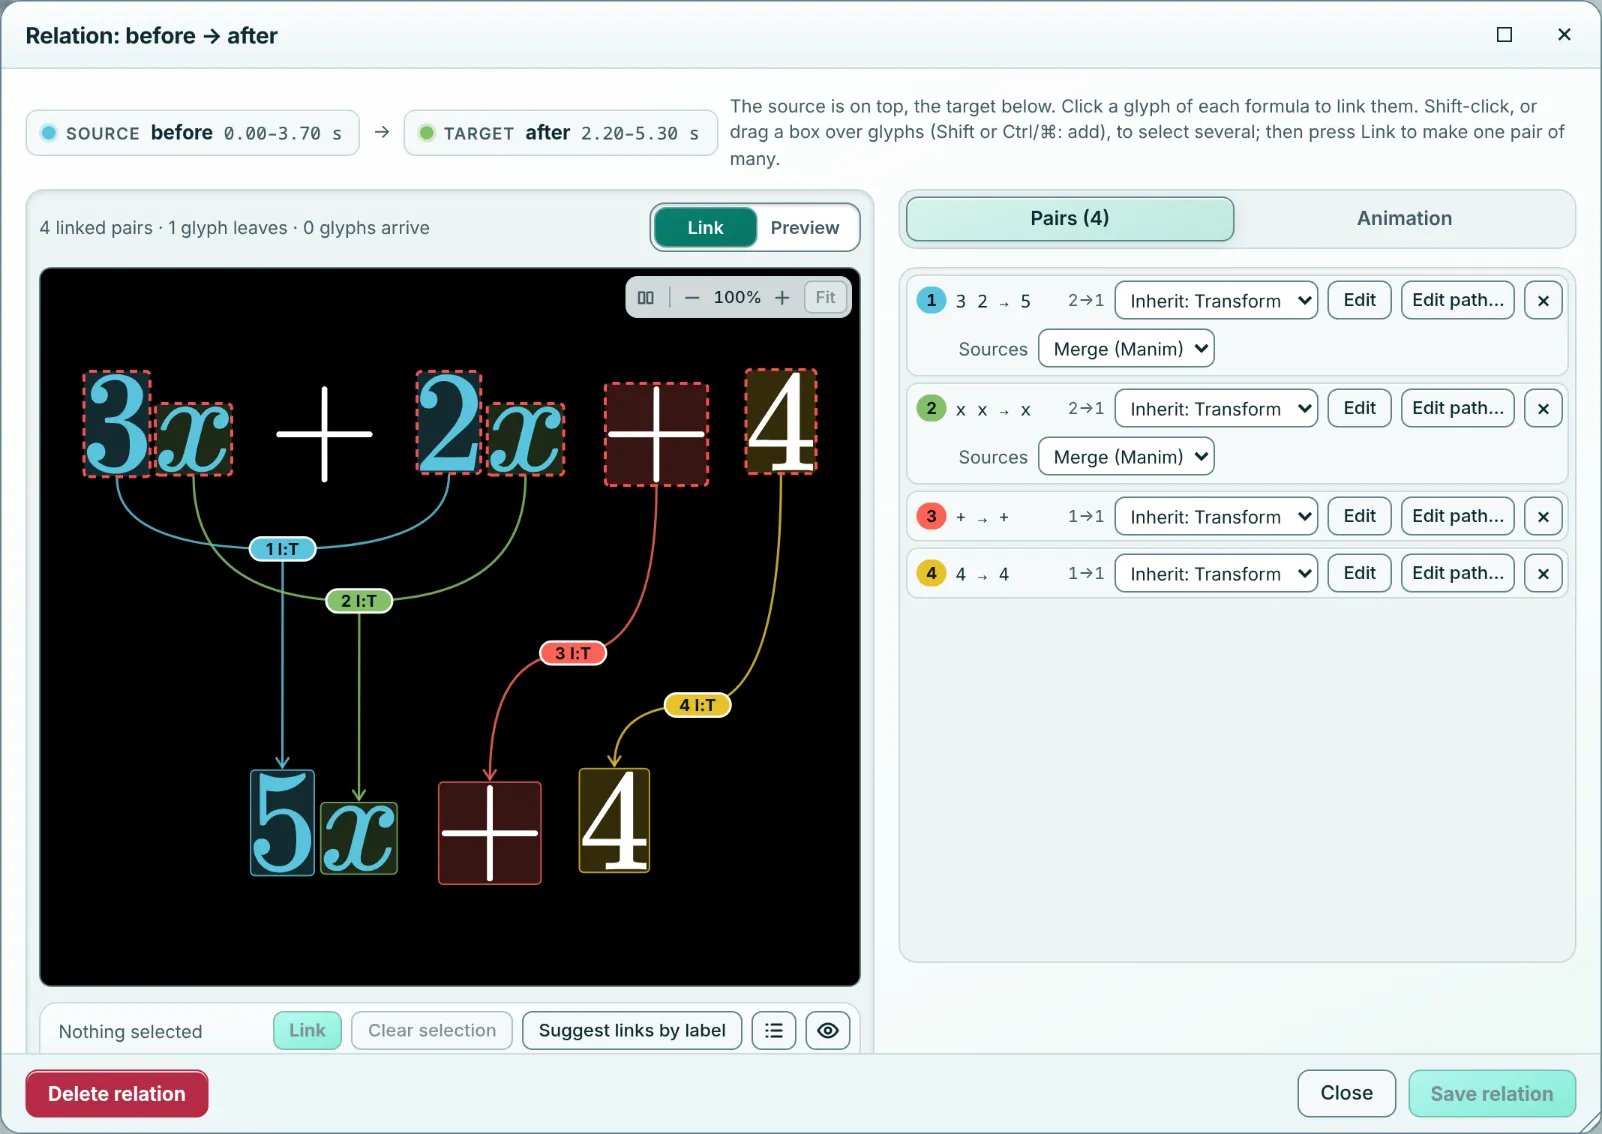 Relation: before → after
SOURCE before 0.00–3.70 s → TARGET after 2.20–5.30 s
The source is on top, the target below. Click a glyph of each formula to link them. Shift-click, or
drag a box over glyphs (Shift or Ctrl/⌘: add), to select several; then press Link to make one pair of
many.
4 linked pairs · 1 glyph leaves · 0 glyphs arrive
Link Preview
100% Fit
3x + 2x + 4
1 I:T
2 I:T
3 I:T
4 I:T
5x + 4
Nothing selected Link Clear selection Suggest links by label
Pairs (4) Animation
1 3 2 → 5 2→1 Inherit: Transform Edit Edit path...
Sources Merge (Manim)
2 x x → x 2→1 Inherit: Transform Edit Edit path...
Sources Merge (Manim)
3 + → + 1→1 Inherit: Transform Edit Edit path...
4 4 → 4 1→1 Inherit: Transform Edit Edit path...
Delete relation Close Save relation